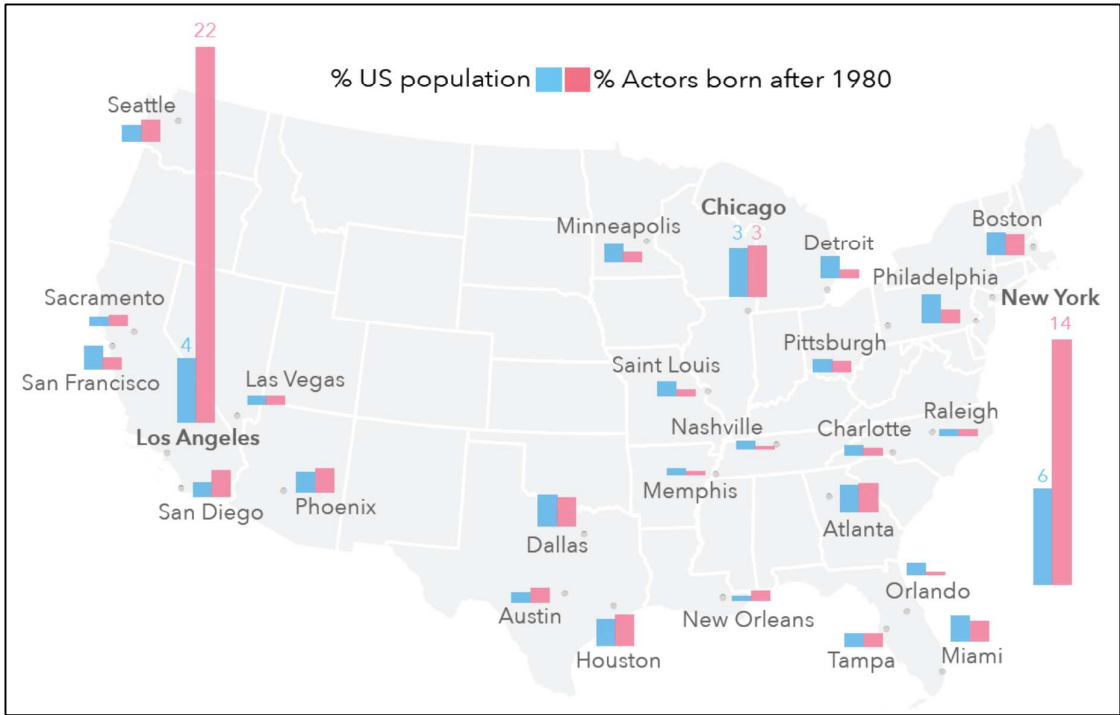 22
% US population % Actors born after 1980
Seattle
Chicago
Boston
Minneapolis
3 3
Detroit
Philadelphia
Sacramento
New York
14
4
Pittsburgh
Saint Louis
San Francisco
Las Vegas
Raleigh
Nashville
Charlotte
Los Angeles
6
Memphis
San Diego
Phoenix
Atlanta
Dallas
Orlando
Austin
New Orleans
Houston
Tampa
Miami